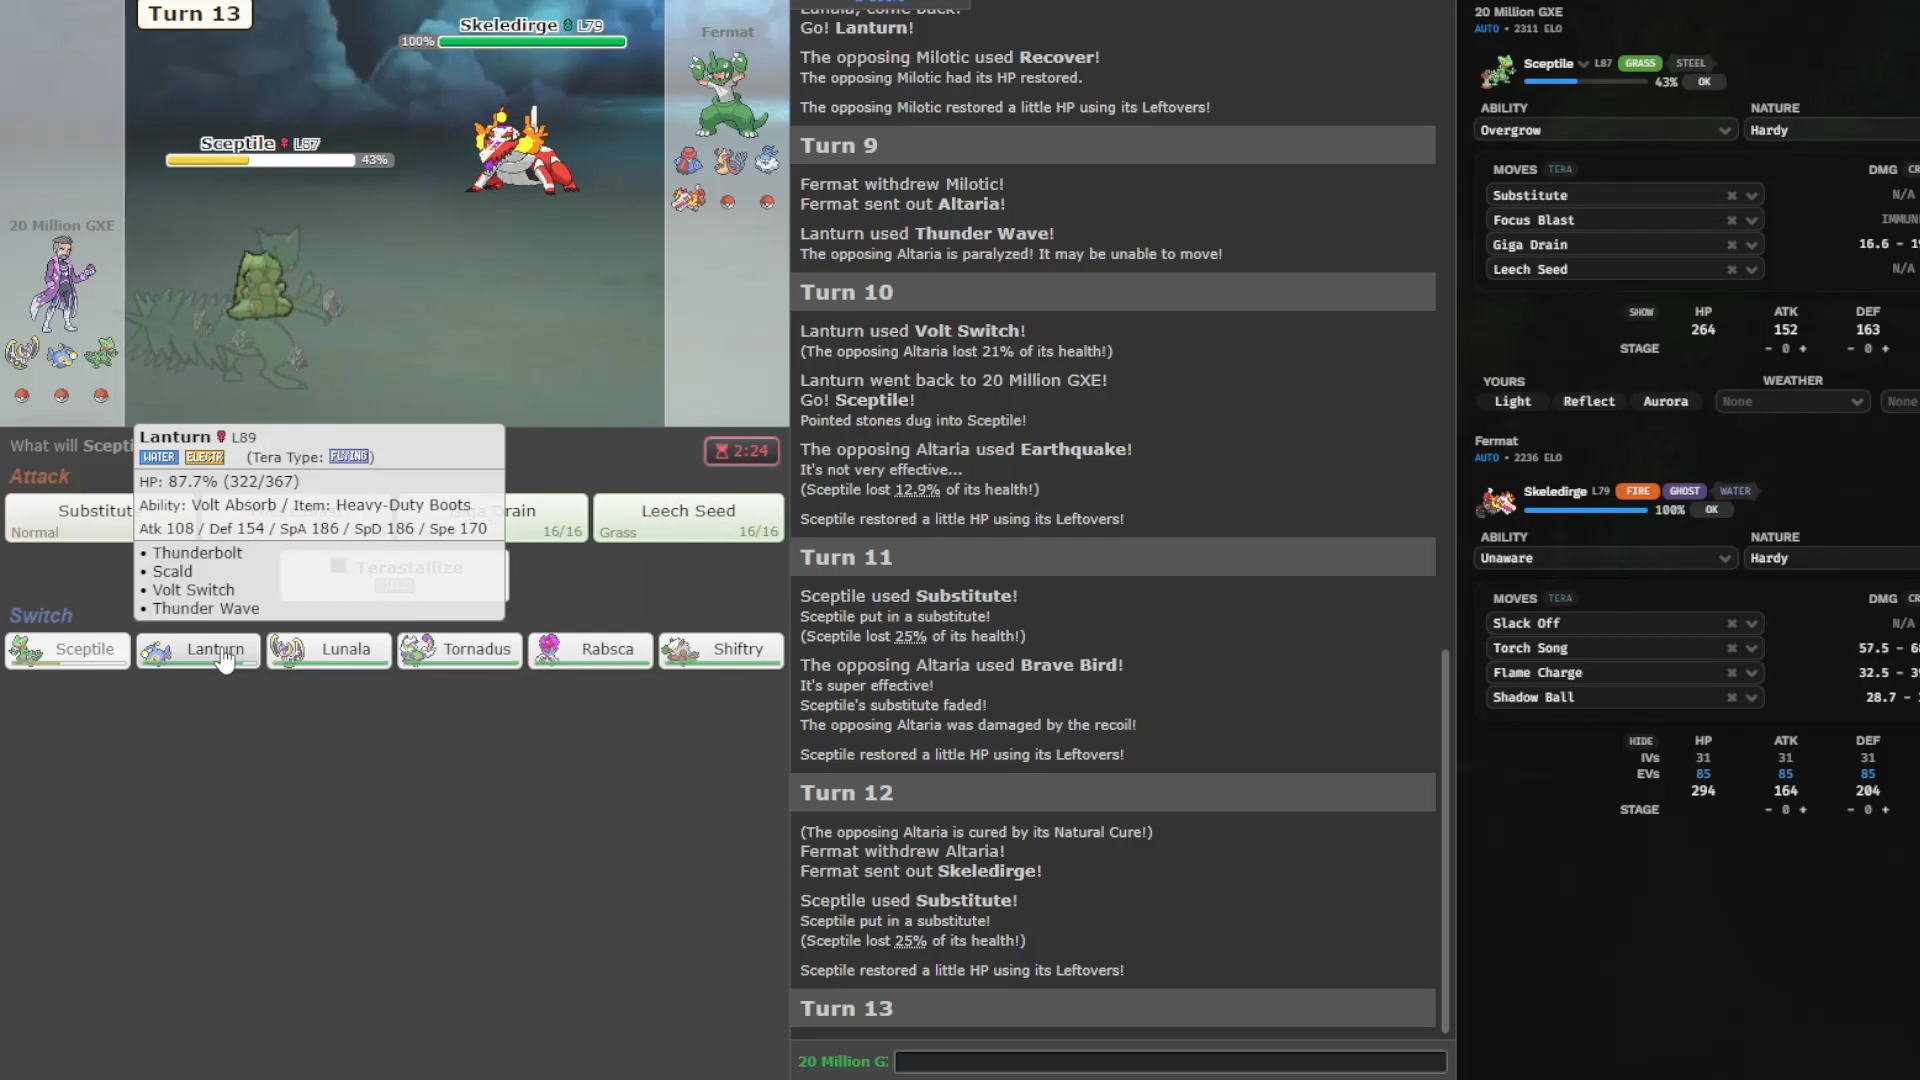 Turn 13
Skeledirge L79
100%
Fermat
Sceptile L87
43%
20 Million GXE
Lanturn L89
WATER ELECTR (Tera Type: FLYING)
HP: 87.7% (322/367)
Ability: Volt Absorb / Item: Heavy-Duty Boots
Atk 108 / Def 154 / SpA 186 / SpD 186 / Spe 170
• Thunderbolt
• Scald
• Volt Switch
• Thunder Wave
What will Scepti
2:24
Attack
Substitut
Normal
rain
16/16
Leech Seed
Grass 16/16
Terastallize
Switch
Sceptile
Lanturn
Lunala
Tornadus
Rabsca
Shiftry
Go! Lanturn!
The opposing Milotic used Recover!
The opposing Milotic had its HP restored.
The opposing Milotic restored a little HP using its Leftovers!
Turn 9
Fermat withdrew Milotic!
Fermat sent out Altaria!
Lanturn used Thunder Wave!
The opposing Altaria is paralyzed! It may be unable to move!
Turn 10
Lanturn used Volt Switch!
(The opposing Altaria lost 21% of its health!)
Lanturn went back to 20 Million GXE!
Go! Sceptile!
Pointed stones dug into Sceptile!
The opposing Altaria used Earthquake!
It's not very effective...
(Sceptile lost 12.9% of its health!)
Sceptile restored a little HP using its Leftovers!
Turn 11
Sceptile used Substitute!
Sceptile put in a substitute!
(Sceptile lost 25% of its health!)
The opposing Altaria used Brave Bird!
It's super effective!
Sceptile's substitute faded!
The opposing Altaria was damaged by the recoil!
Sceptile restored a little HP using its Leftovers!
Turn 12
(The opposing Altaria is cured by its Natural Cure!)
Fermat withdrew Altaria!
Fermat sent out Skeledirge!
Sceptile used Substitute!
Sceptile put in a substitute!
(Sceptile lost 25% of its health!)
Sceptile restored a little HP using its Leftovers!
Turn 13
20 Million G
20 Million GXE
AUTO • 2311 ELO
Sceptile L87 GRASS STEEL
43% OK
ABILITY NATURE
Overgrow Hardy
MOVES TERA DMG CR
Substitute N/A
Focus Blast IMMUN
Giga Drain 16.6 - 1
Leech Seed N/A
SHOW HP ATK DEF
264 152 163
STAGE - 0 + - 0 +
YOURS WEATHER
Light Reflect Aurora None None
Fermat
AUTO • 2236 ELO
Skeledirge L79 FIRE GHOST WATER
100% OK
ABILITY NATURE
Unaware Hardy
MOVES TERA DMG CR
Slack Off N/A
Torch Song 57.5 - 6
Flame Charge 32.5 - 3
Shadow Ball 28.7 -
HIDE HP ATK DEF
IVs 31 31 31
EVs 85 85 85
294 164 204
STAGE - 0 + - 0 +